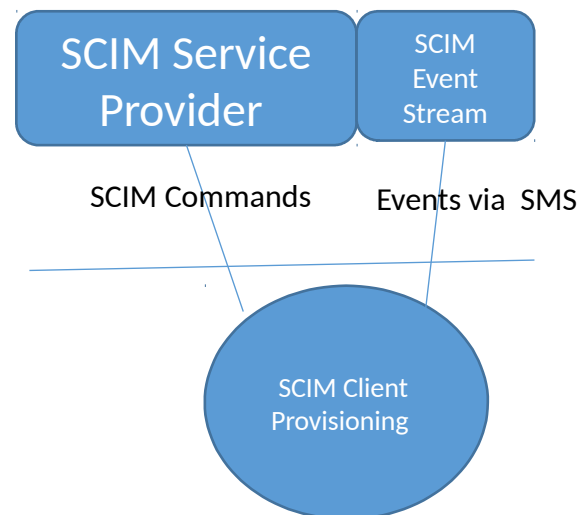 SCIM Service
Provider
SCIM
Event
Stream
SCIM Commands
Events via  SMS
SCIM Client
Provisioning